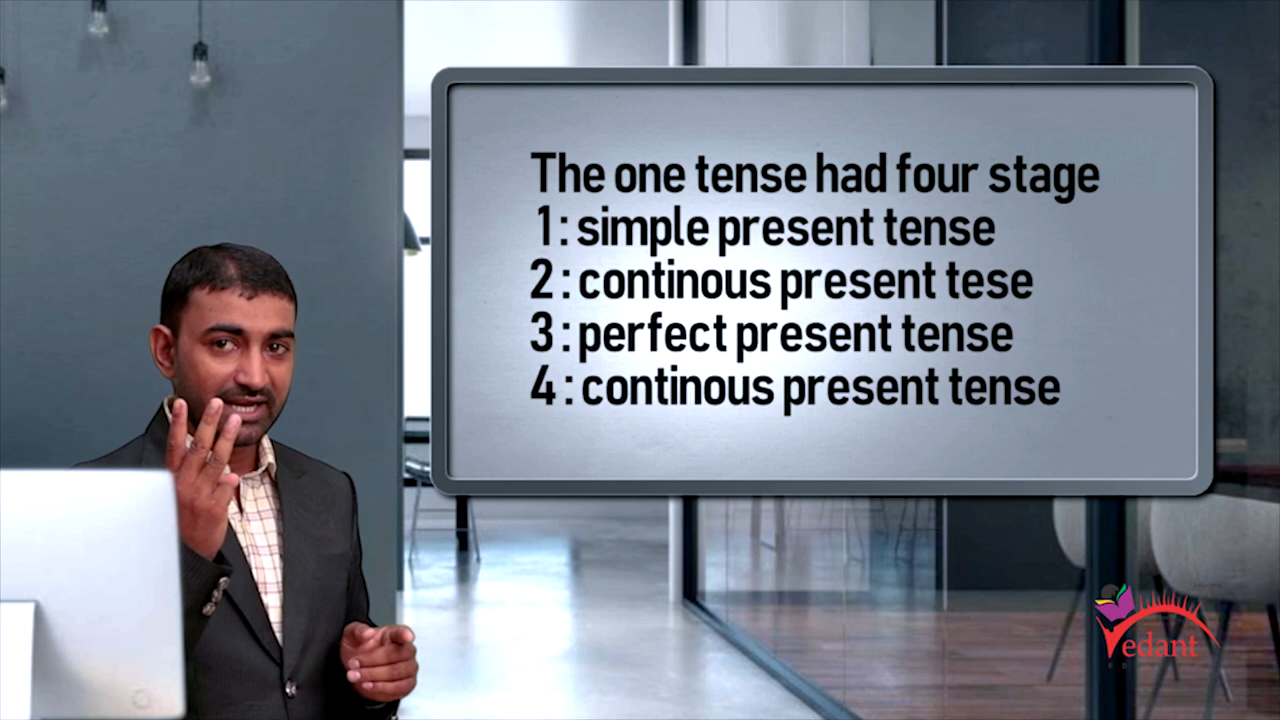 The one tense had four stage
1 : simple present tense
2 : continous present tese
3 : perfect present tense
4 : continous present tense
edant